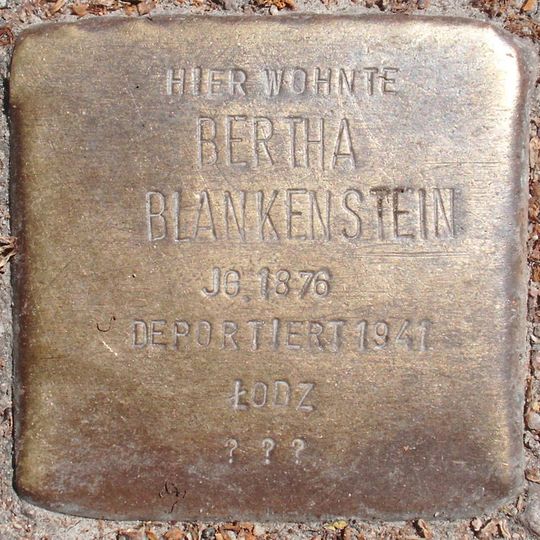 HIER WOHNTE
BERTHA
BLANKENSTEIN
JG. 1876
DEPORTIERT 1941
ŁODZ
? ? ?